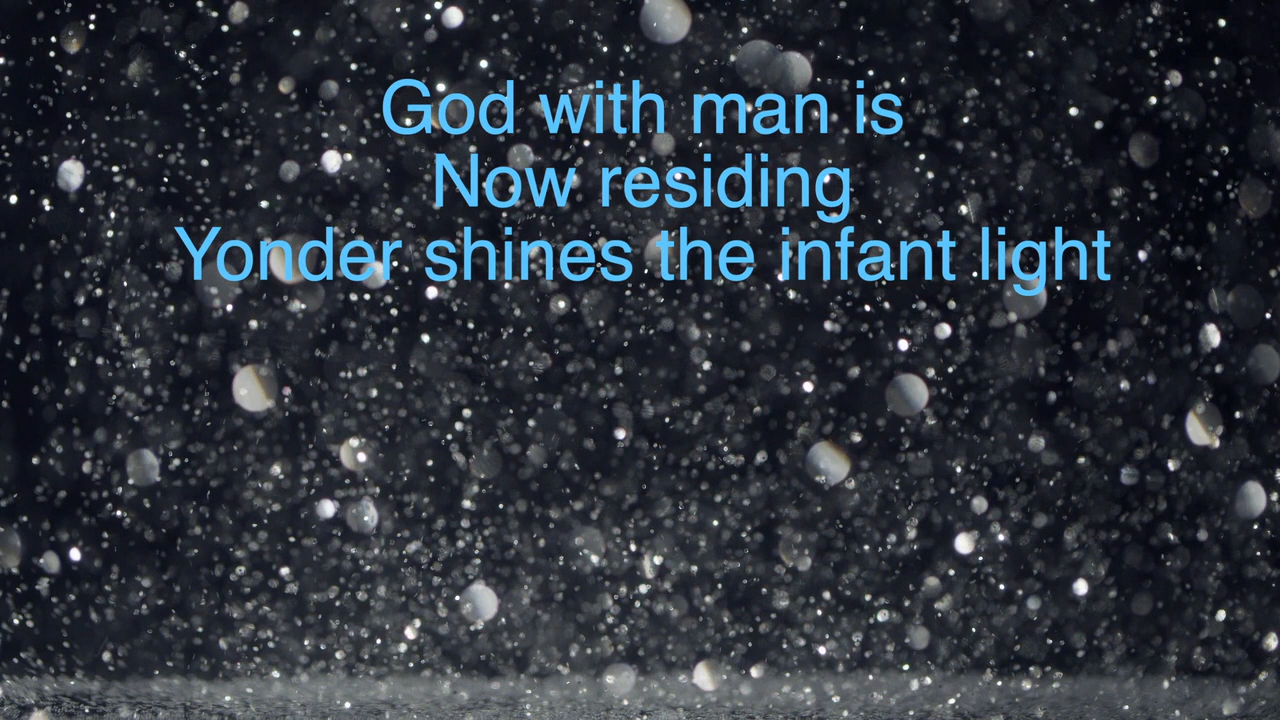 God with man is
Now residing
Yonder shines the infant light